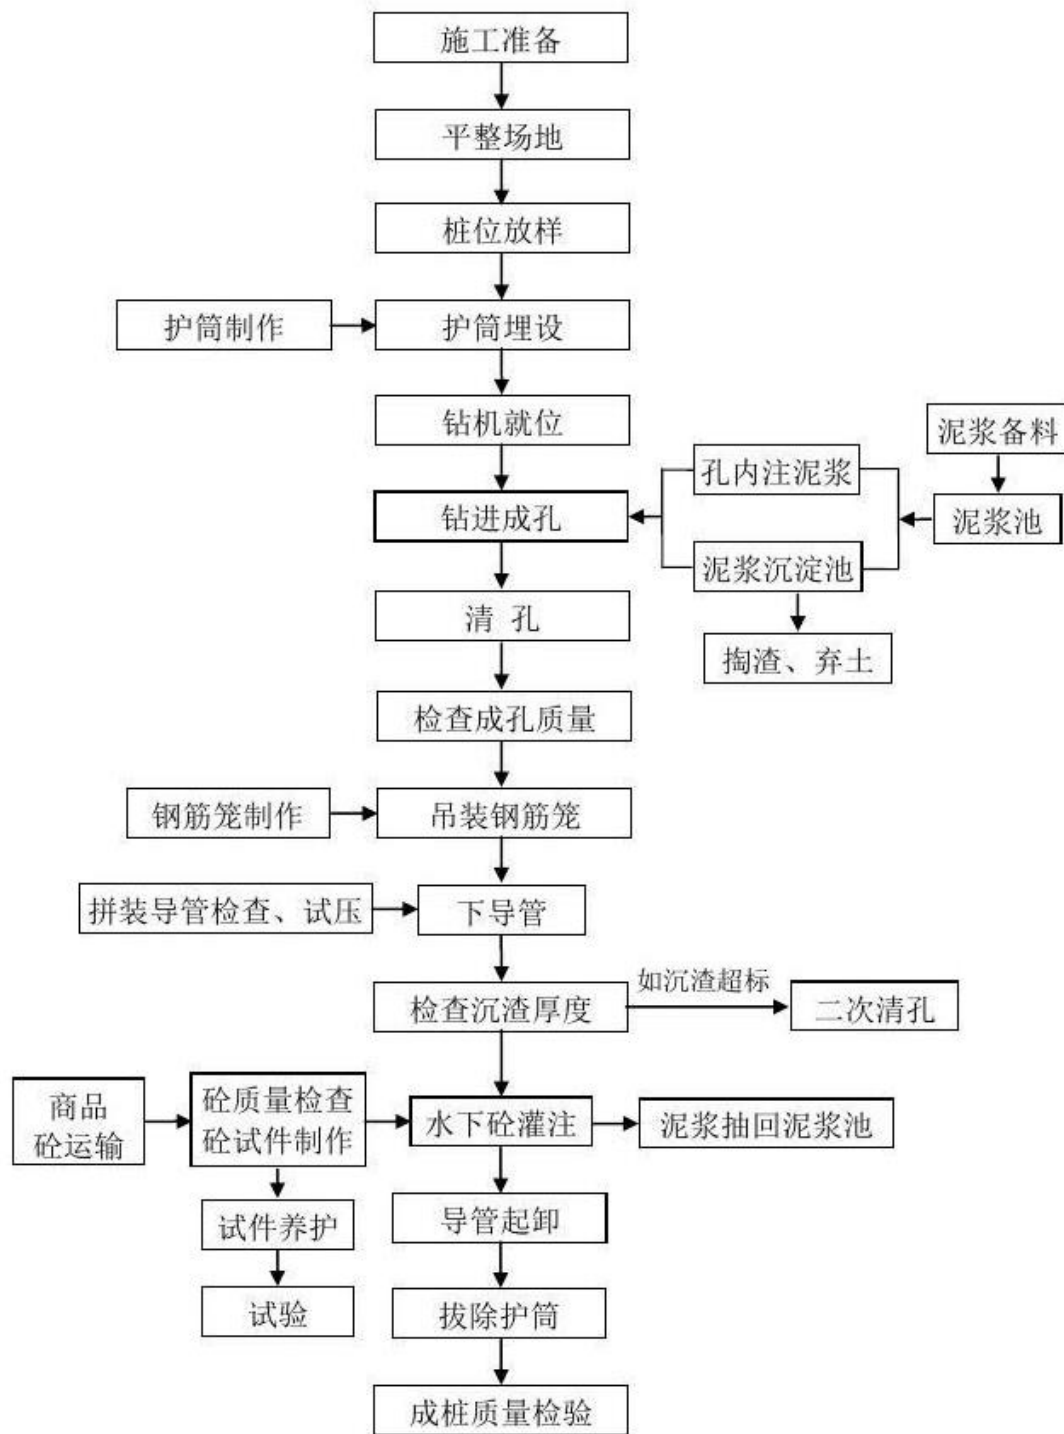 施工准备
平整场地
桩位放样
护筒制作
护筒埋设
钻机就位
泥浆备料
孔内注泥浆
钻进成孔
泥浆池
泥浆沉淀池
清 孔
掏渣、弃土
检查成孔质量
钢筋笼制作
吊装钢筋笼
拼装导管检查、试压
下导管
如沉渣超标
检查沉渣厚度
二次清孔
商品
砼运输
砼质量检查
砼试件制作
水下砼灌注
泥浆抽回泥浆池
试件养护
导管起卸
试验
拔除护筒
成桩质量检验